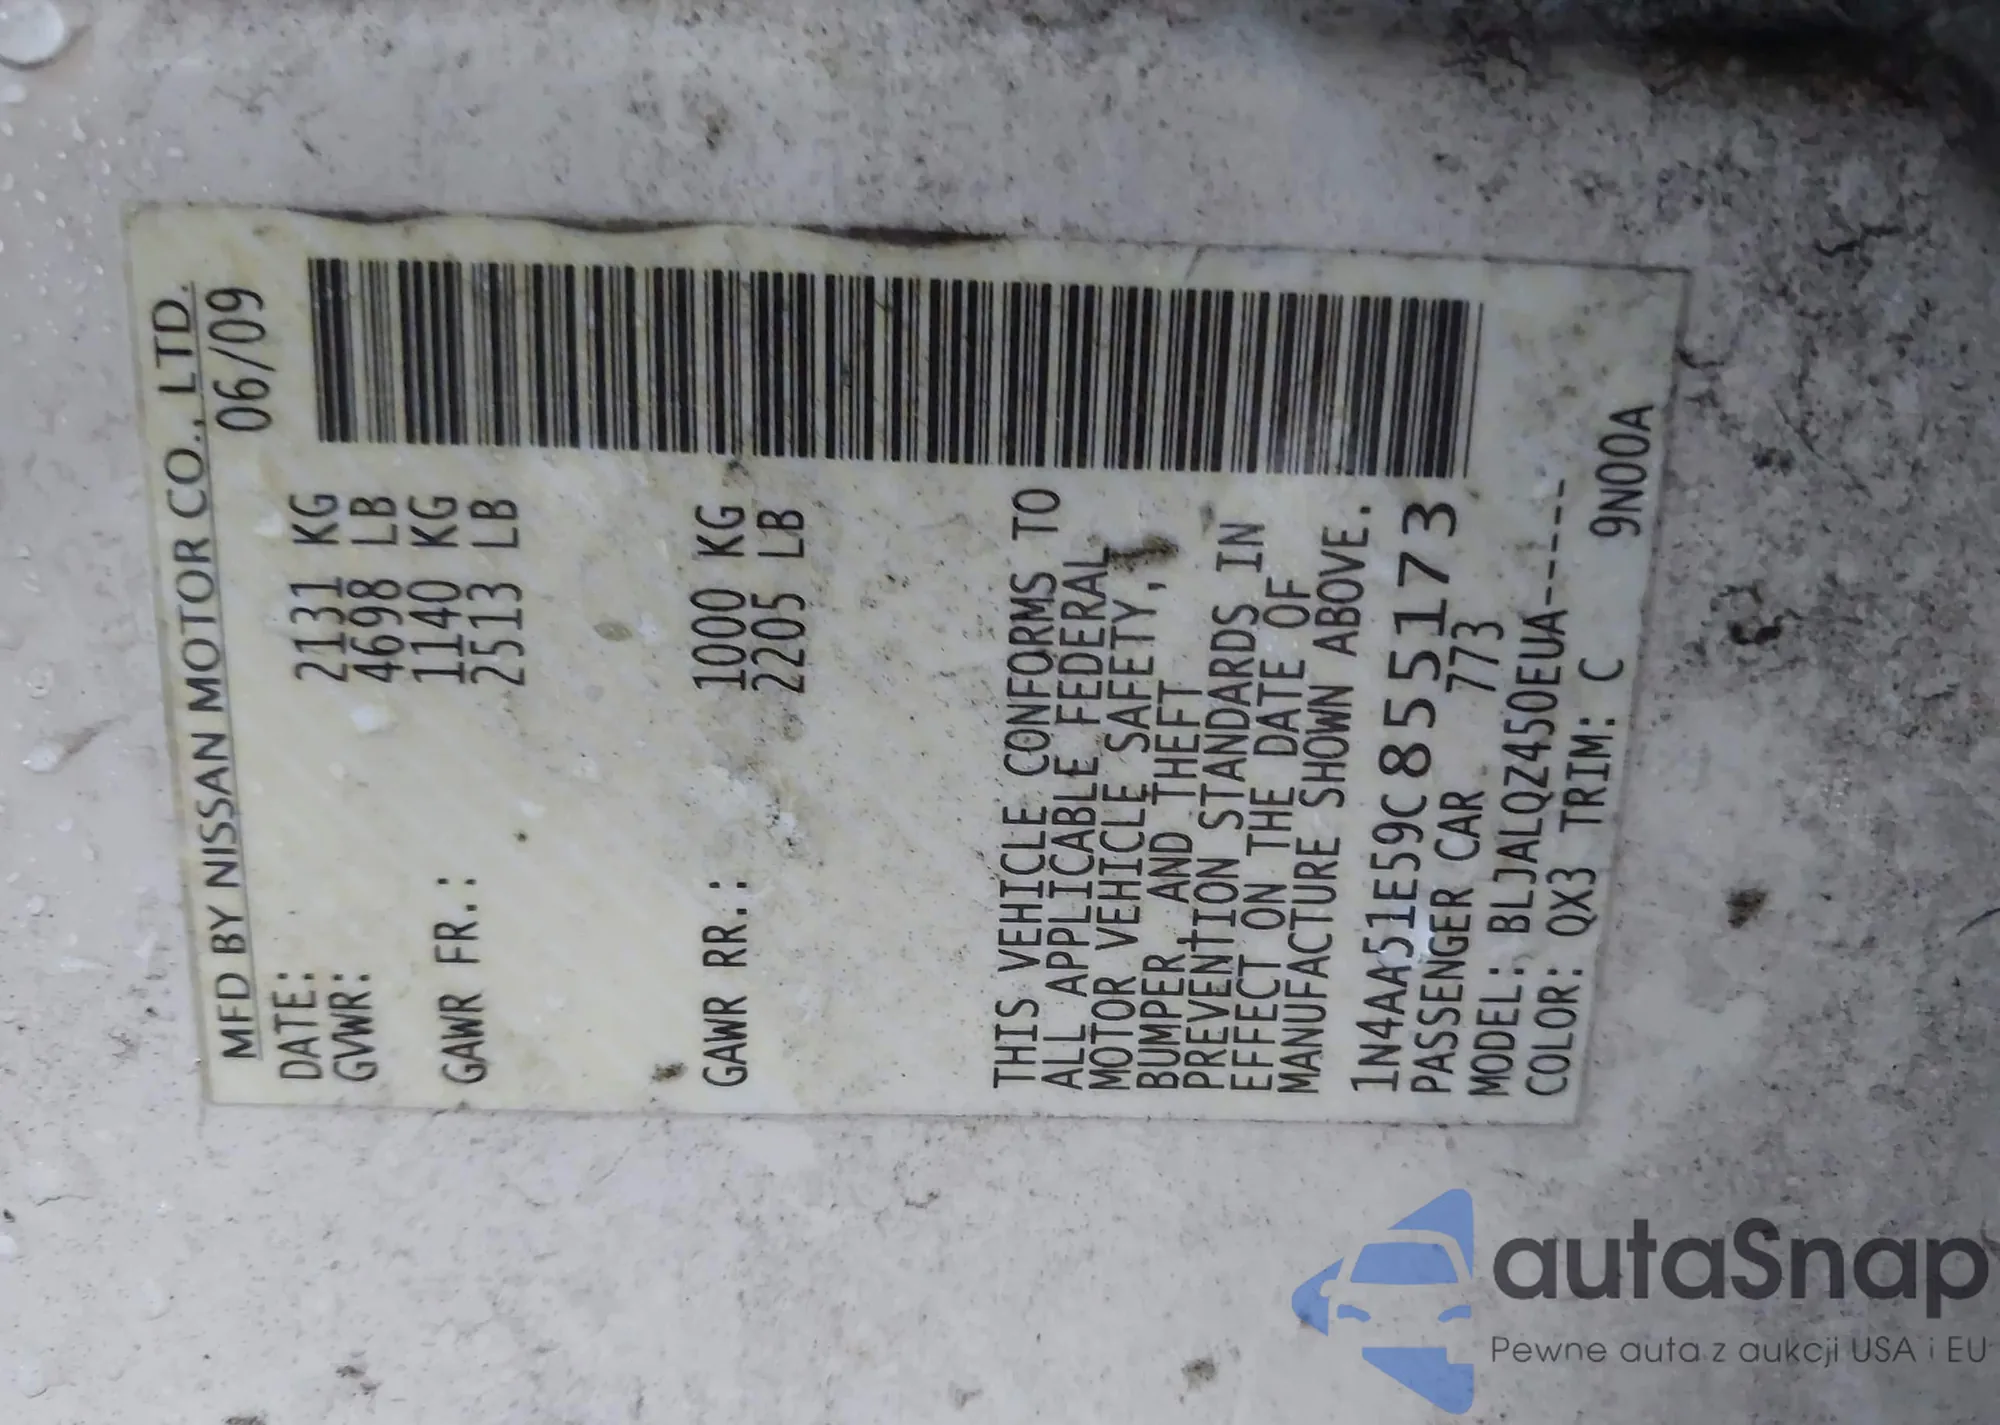 MFD BY NISSAN MOTOR CO., LTD.
DATE: 06/09
GVWR: 2131 KG
4698 LB
GAWR FR.: 1140 KG
2513 LB
GAWR RR.: 1000 KG
2205 LB
THIS VEHICLE CONFORMS TO
ALL APPLICABLE FEDERAL
MOTOR VEHICLE SAFETY,
BUMPER, AND THEFT
PREVENTION STANDARDS IN
EFFECT ON THE DATE OF
MANUFACTURE SHOWN ABOVE.
1N4AA51E59C855173
PASSENGER CAR 773
MODEL: BLJALQZ450EUA-----
COLOR: QX3 TRIM: C 9N00A
autaSnap
Pewne auta z aukcji USA i EU